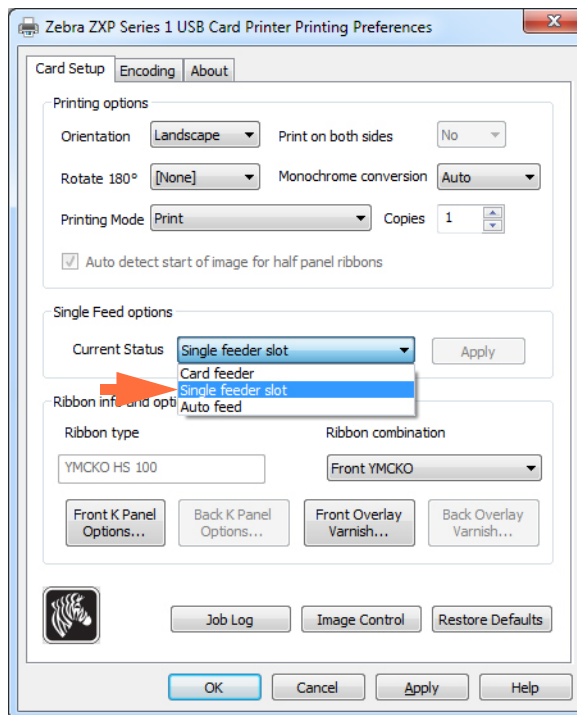 Zebra ZXP Series 1 USB Card Printer Printing Preferences
Card Setup Encoding About
Printing options
Orientation Landscape Print on both sides No
Rotate 180° [None] Monochrome conversion Auto
Printing Mode Print Copies 1
Auto detect start of image for half panel ribbons
Single Feed options
Current Status Single feeder slot Apply
Card feeder
Single feeder slot
Auto feed
Ribbon info and opti
Ribbon type Ribbon combination
YMCKO HS 100 Front YMCKO
Front K Panel Options... Back K Panel Options... Front Overlay Varnish... Back Overlay Varnish...
Job Log Image Control Restore Defaults
OK Cancel Apply Help